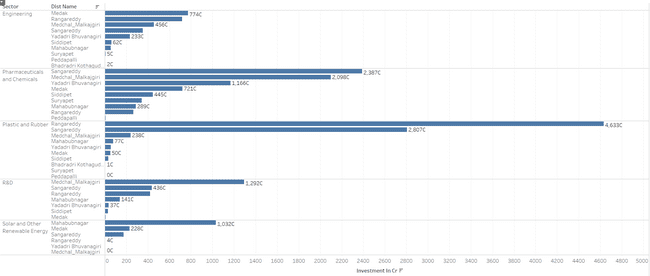 Sector Dist Name
Engineering Medak 774C
Rangareddy
Medchal_Malkajgiri 456C
Sangareddy
Yadadri Bhuvanagiri 233C
Siddipet 62C
Mahabubnagar
Suryapet 5C
Peddapalli
Bhadradri Kothagud.. 2C
Pharmaceuticals and Chemicals Sangareddy 2,387C
Medchal_Malkajgiri 2,098C
Yadadri Bhuvanagiri 1,166C
Medak 721C
Siddipet 445C
Suryapet
Mahabubnagar 289C
Rangareddy
Peddapalli
Plastic and Rubber Rangareddy 4,633C
Sangareddy 2,807C
Medchal_Malkajgiri 238C
Mahabubnagar 77C
Yadadri Bhuvanagiri
Medak 50C
Siddipet
Bhadradri Kothagud.. 1C
Suryapet
Peddapalli 0C
R&D Medchal_Malkajgiri 1,292C
Sangareddy 436C
Rangareddy
Mahabubnagar 141C
Yadadri Bhuvanagiri 37C
Siddipet
Medak
Solar and Other Renewable Energy Mahabubnagar 1,032C
Medak 228C
Sangareddy
Rangareddy 4C
Yadadri Bhuvanagiri
Medchal_Malkajgiri 0C
0 200 400 600 800 1000 1200 1400 1600 1800 2000 2200 2400 2600 2800 3000 3200 3400 3600 3800 4000 4200 4400 4600 4800 5000
Investment In Cr